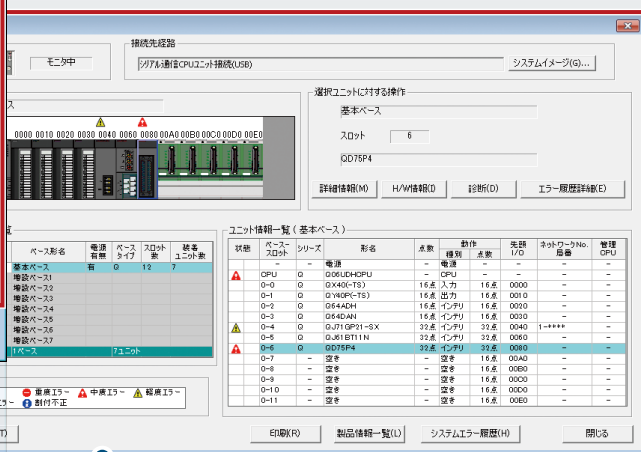 モニタ中
接続先経路
シリアル通信CPUユニット接続(USB)
システムイメージ(G)...
ス
選択ユニットに対する操作
基本ベース
スロット 6
QD75P4
0000 0010 0020 0030 0040 0060 0080 00A0 00B0 00C0 00D0 00E0
詳細情報(M) H/W情報(I) 診断(D) エラー履歴詳細(E)
覧
ベース形名 電源有無 ベースタイプ スロット数 装着ユニット数
基本ベース 有 Q 12 7
増設ベース1
増設ベース2
増設ベース3
増設ベース4
増設ベース5
増設ベース6
増設ベース7
1ベース 7ユニット
ユニット情報一覧(基本ベース)
状態 ベース-スロット シリーズ 形名 点数 動作 種別 点数 先頭I/O ネットワークNo.局番 管理CPU
- - 電源 - 電源 - - - -
CPU Q Q06UDHCPU - CPU - - - -
0-0 Q QX40(-TS) 16点 入力 16点 0000 - -
0-1 Q QY40P(-TS) 16点 出力 16点 0010 - -
0-2 Q Q64ADH 16点 インテリ 16点 0020 - -
0-3 Q Q64DAN 16点 インテリ 16点 0030 - -
0-4 Q QJ71GP21-SX 32点 インテリ 32点 0040 1-**** -
0-5 Q QJ61BT11N 32点 インテリ 32点 0060 - -
0-6 Q QD75P4 32点 インテリ 32点 0080 - -
0-7 - 空き - 空き 16点 00A0 - -
0-8 - 空き - 空き 16点 00B0 - -
0-9 - 空き - 空き 16点 00C0 - -
0-10 - 空き - 空き 16点 00D0 - -
0-11 - 空き - 空き 16点 00E0 - -
重度エラー 中度エラー 軽度エラー
ラー 割付不正
T) 印刷(R) 製品情報一覧(L) システムエラー履歴(H) 閉じる